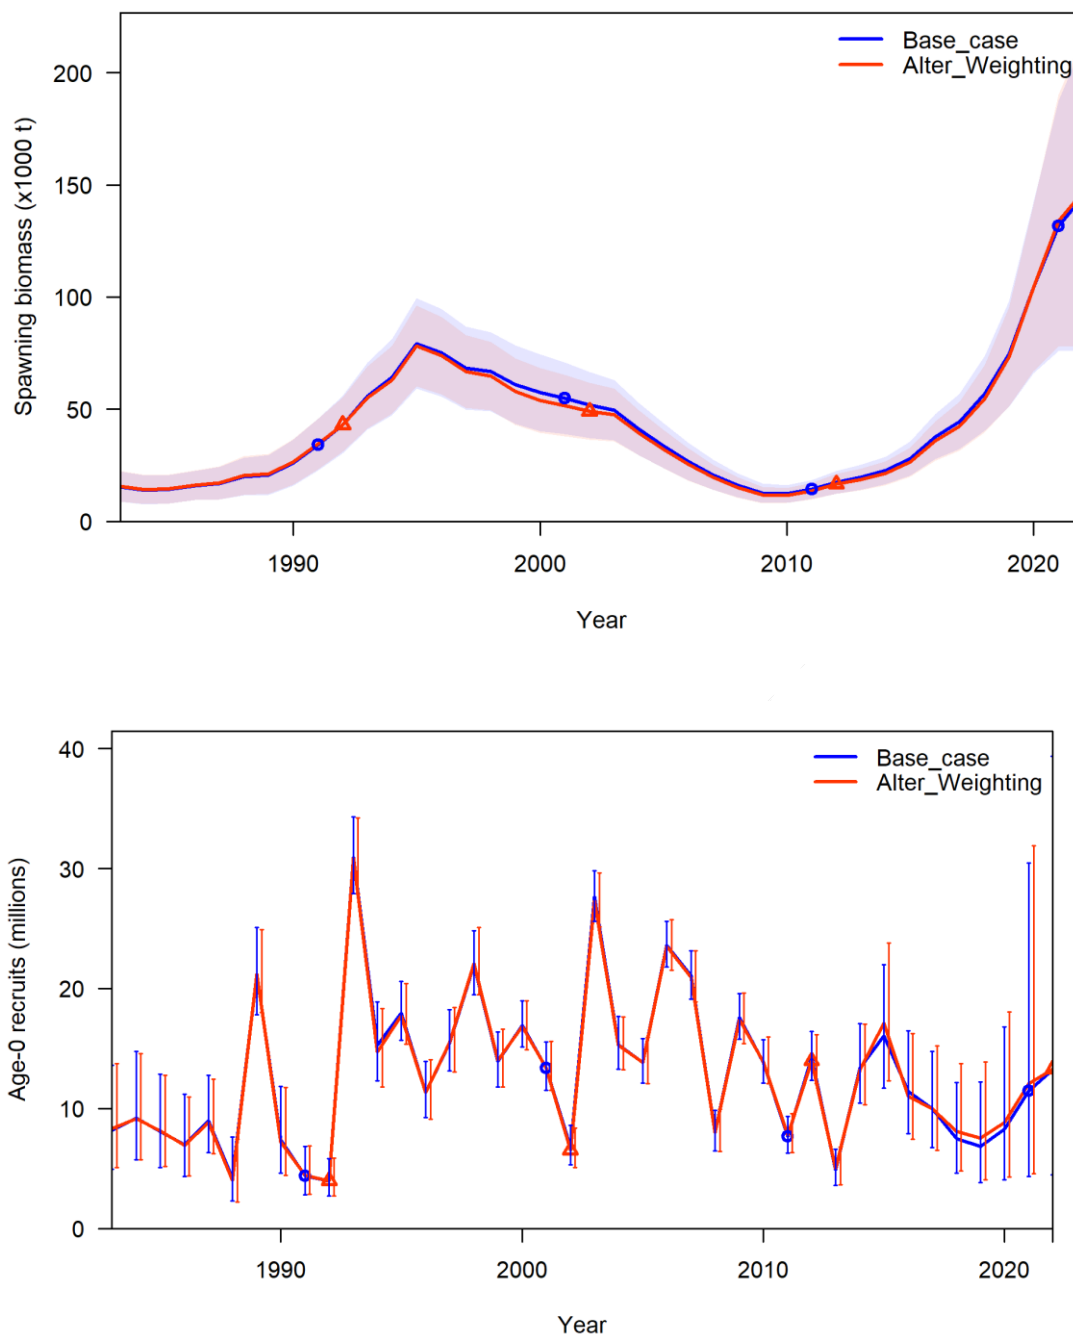 Base_case
Alter_Weighting
Spawning biomass (x1000 t)
200
150
100
50
0
1990
2000
2010
2020
Year
Base_case
Alter_Weighting
Age-0 recruits (millions)
40
30
20
10
0
1990
2000
2010
2020
Year